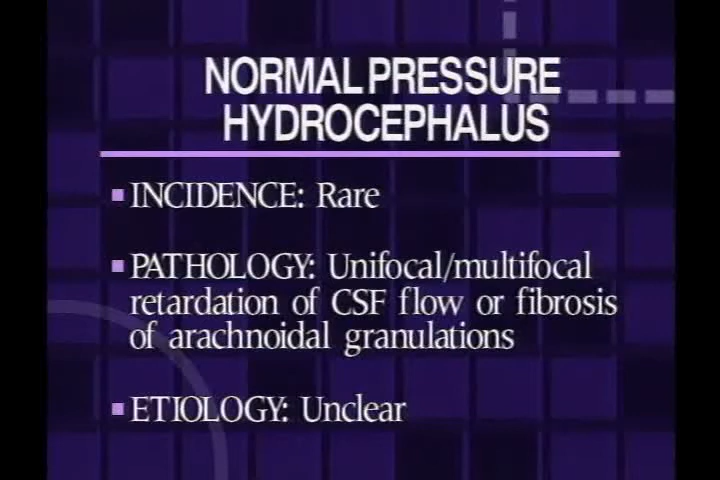 NORMAL PRESSURE
HYDROCEPHALUS
INCIDENCE: Rare
PATHOLOGY: Unifocal/multifocal
retardation of CSF flow or fibrosis
of arachnoidal granulations
ETIOLOGY: Unclear